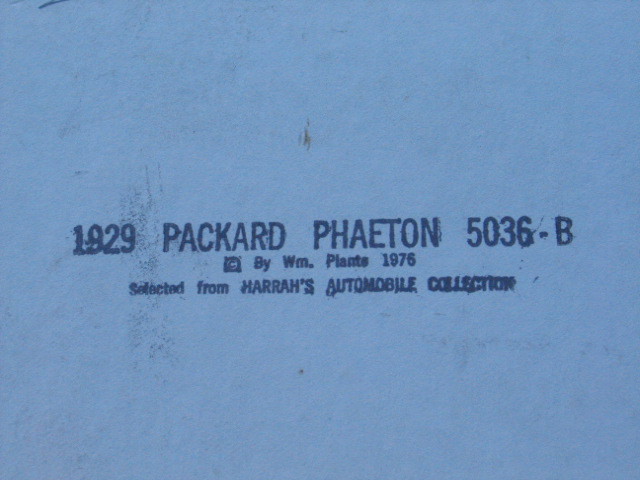 1929 PACKARD PHAETON 5036-B
© By Wm. Plants 1976
Selected from HARRAH'S AUTOMOBILE COLLECTION